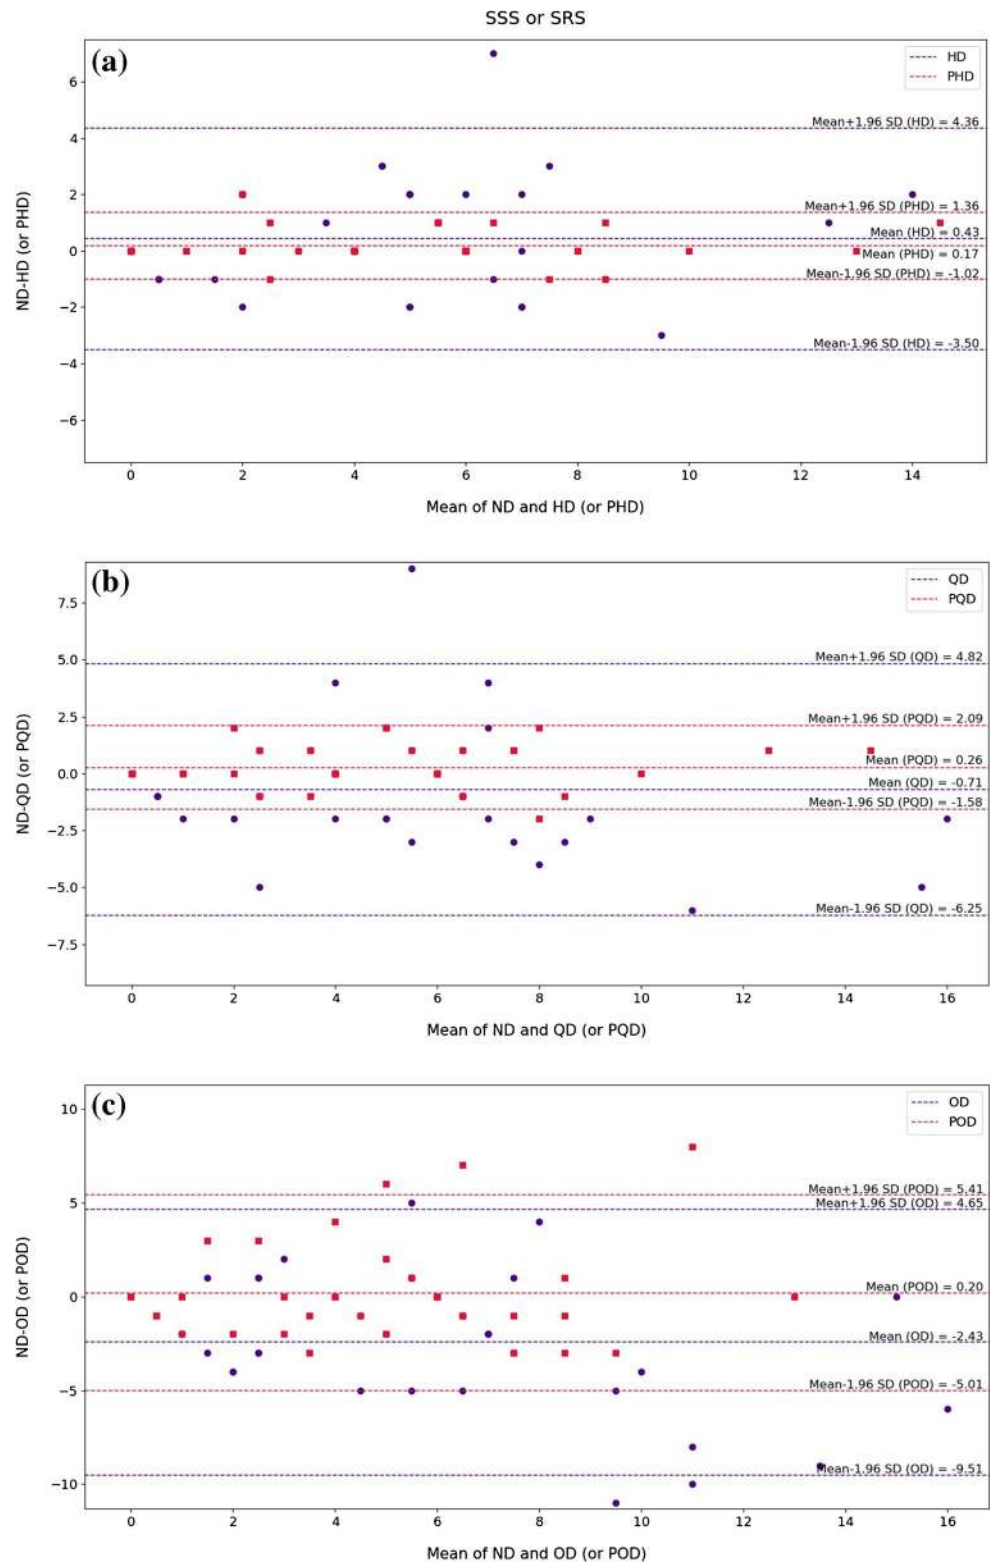 SSS or SRS
(a)
HD
PHD
6
4
2
0
−2
−4
−6
ND-HD (or PHD)
Mean+1.96 SD (HD) = 4.36
Mean+1.96 SD (PHD) = 1.36
Mean (HD) = 0.43
Mean (PHD) = 0.17
Mean-1.96 SD (PHD) = -1.02
Mean-1.96 SD (HD) = -3.50
0 2 4 6 8 10 12 14
Mean of ND and HD (or PHD)
(b)
QD
PQD
7.5
5.0
2.5
0.0
−2.5
−5.0
−7.5
ND-QD (or PQD)
Mean+1.96 SD (QD) = 4.82
Mean+1.96 SD (PQD) = 2.09
Mean (PQD) = 0.26
Mean (QD) = -0.71
Mean-1.96 SD (PQD) = -1.58
Mean-1.96 SD (QD) = -6.25
0 2 4 6 8 10 12 14 16
Mean of ND and QD (or PQD)
(c)
OD
POD
10
5
0
−5
−10
ND-OD (or POD)
Mean+1.96 SD (POD) = 5.41
Mean+1.96 SD (OD) = 4.65
Mean (POD) = 0.20
Mean (OD) = -2.43
Mean-1.96 SD (POD) = -5.01
Mean-1.96 SD (OD) = -9.51
0 2 4 6 8 10 12 14 16
Mean of ND and OD (or POD)